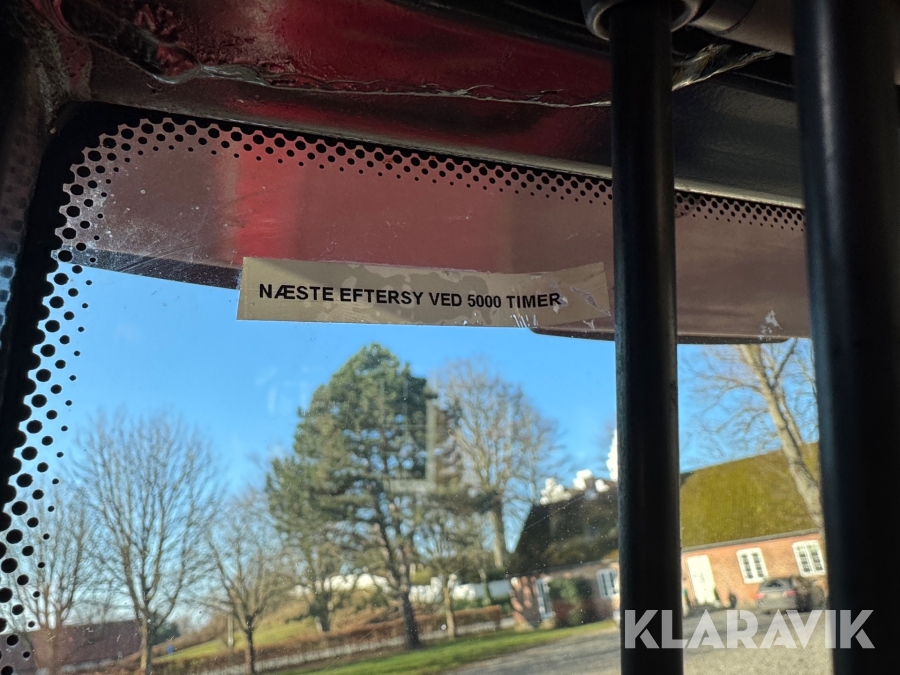 NÆSTE EFTERSY VED 5000 TIMER
KLARAVIK